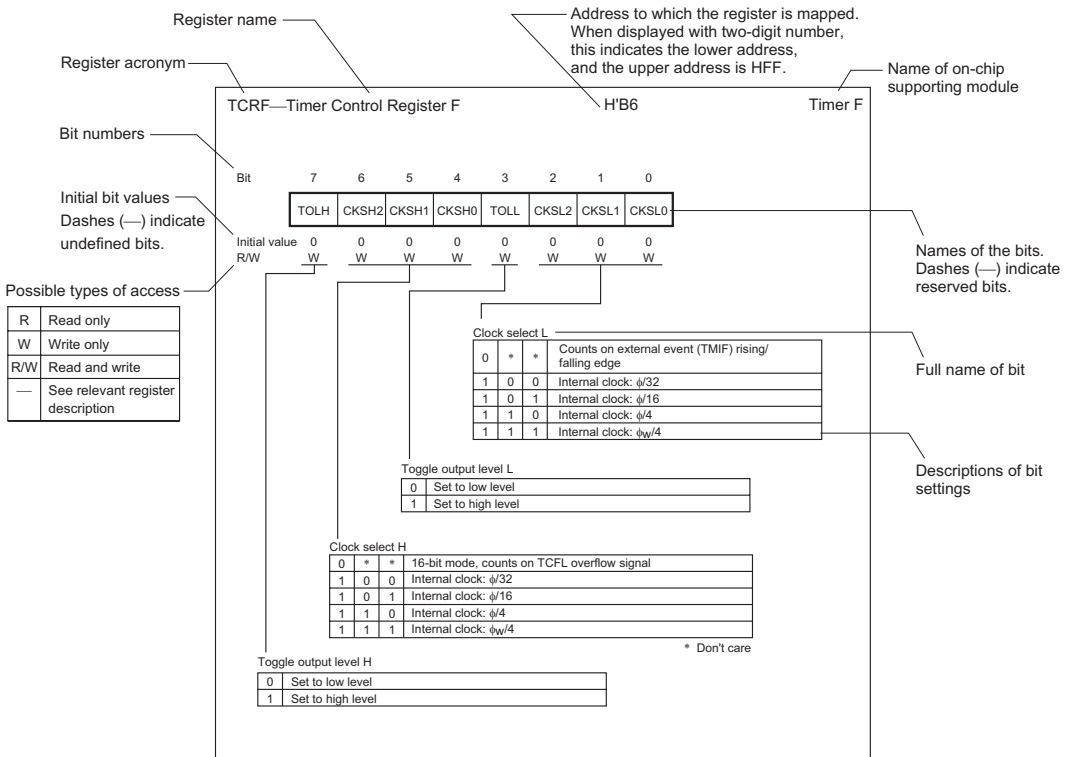 Register name
Address to which the register is mapped.
When displayed with two-digit number,
this indicates the lower address,
and the upper address is HFF.
Register acronym
Name of on-chip
supporting module
TCRF—Timer Control Register F
H'B6
Timer F
Bit numbers
Bit 7 6 5 4 3 2 1 0
Initial bit values
Dashes (—) indicate
undefined bits.
TOLH CKSH2 CKSH1 CKSH0 TOLL CKSL2 CKSL1 CKSL0
Initial value 0 0 0 0 0 0 0 0
R/W W W W W W W W W
Names of the bits.
Dashes (—) indicate
reserved bits.
Possible types of access
R Read only
W Write only
R/W Read and write
— See relevant register
description
Clock select L
0 * * Counts on external event (TMIF) rising/
falling edge
1 0 0 Internal clock: ϕ/32
1 0 1 Internal clock: ϕ/16
1 1 0 Internal clock: ϕ/4
1 1 1 Internal clock: ϕw/4
Full name of bit
Descriptions of bit
settings
Toggle output level L
0 Set to low level
1 Set to high level
Clock select H
0 * * 16-bit mode, counts on TCFL overflow signal
1 0 0 Internal clock: ϕ/32
1 0 1 Internal clock: ϕ/16
1 1 0 Internal clock: ϕ/4
1 1 1 Internal clock: ϕw/4
* Don't care
Toggle output level H
0 Set to low level
1 Set to high level